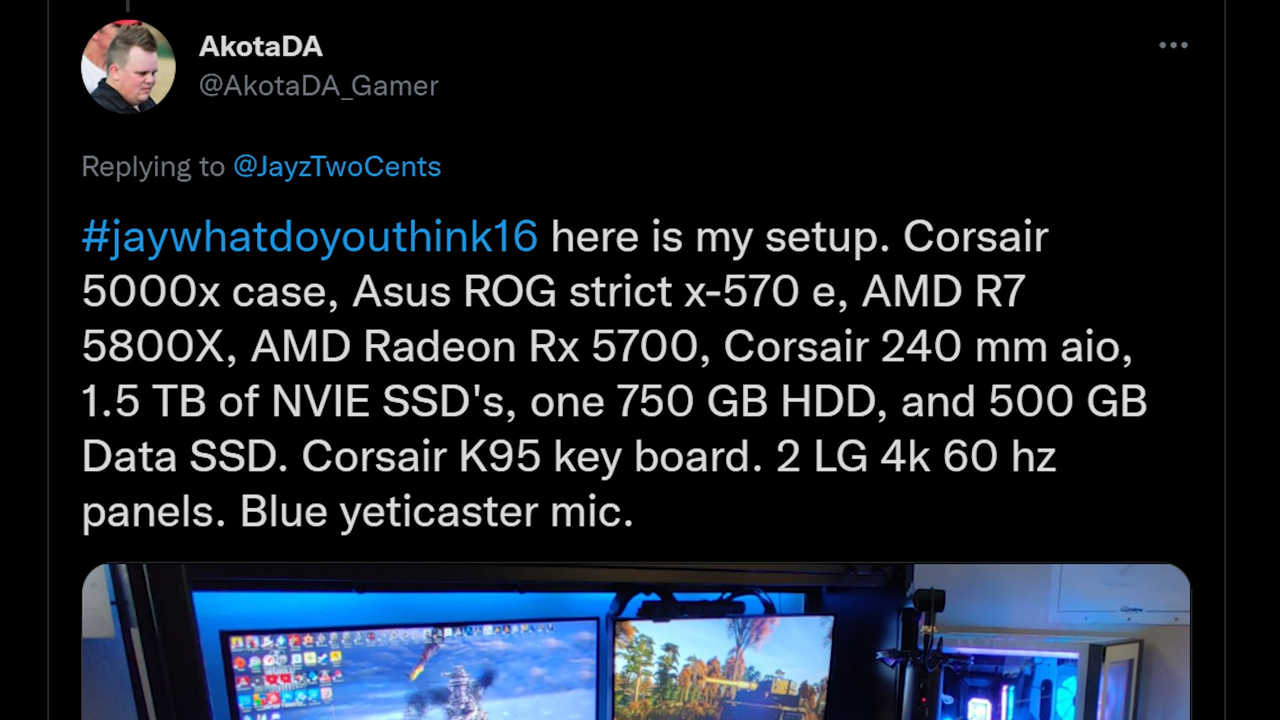 AkotaDA
@AkotaDA_Gamer
Replying to @JayzTwoCents
#jaywhatdoyouthink16 here is my setup. Corsair
5000x case, Asus ROG strict x-570 e, AMD R7
5800X, AMD Radeon Rx 5700, Corsair 240 mm aio,
1.5 TB of NVIE SSD's, one 750 GB HDD, and 500 GB
Data SSD. Corsair K95 key board. 2 LG 4k 60 hz
panels. Blue yeticaster mic.